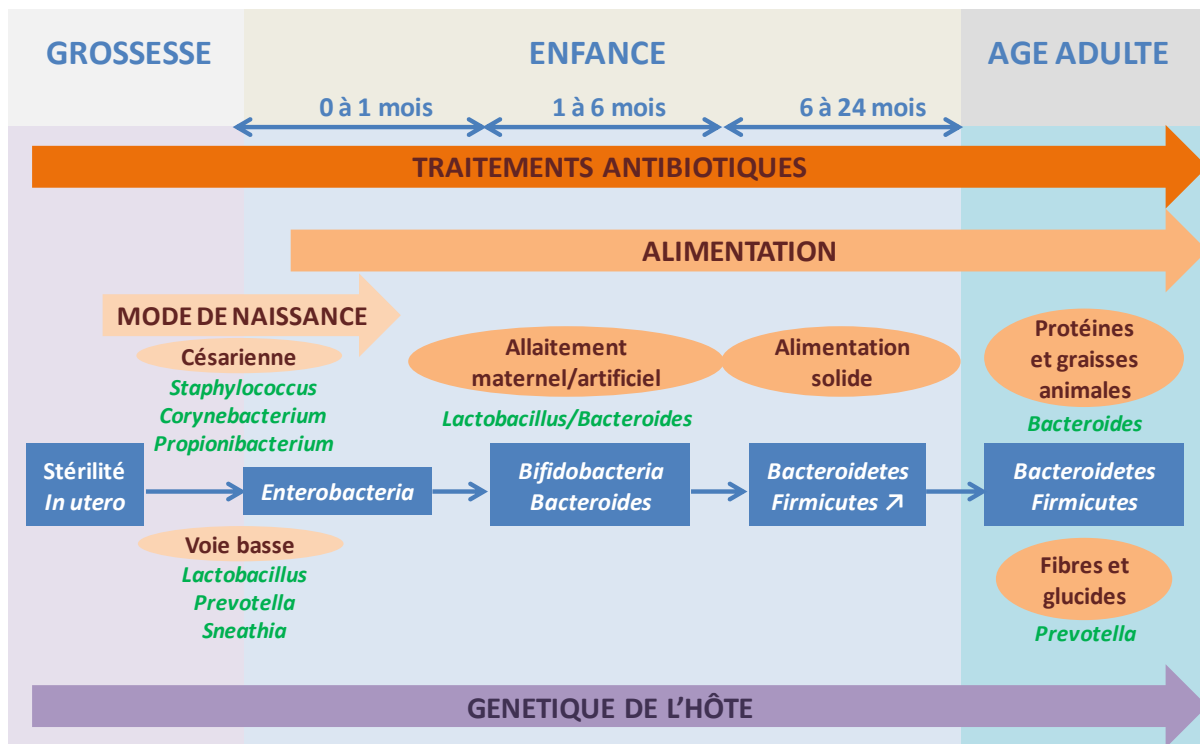 GROSSESSE
ENFANCE
AGE ADULTE
0 à 1 mois
1 à 6 mois
6 à 24 mois
TRAITEMENTS ANTIBIOTIQUES
ALIMENTATION
MODE DE NAISSANCE
Césarienne
Staphylococcus
Corynebacterium
Propionibacterium
Allaitement
maternel/artificiel
Lactobacillus/Bacteroides
Alimentation
solide
Protéines
et graisses
animales
Bacteroides
Stérilité
In utero
Enterobacteria
Bifidobacteria
Bacteroides
Bacteroidetes
Firmicutes ↗
Bacteroidetes
Firmicutes
Voie basse
Lactobacillus
Prevotella
Sneathia
Fibres et
glucides
Prevotella
GENETIQUE DE L'HÔTE